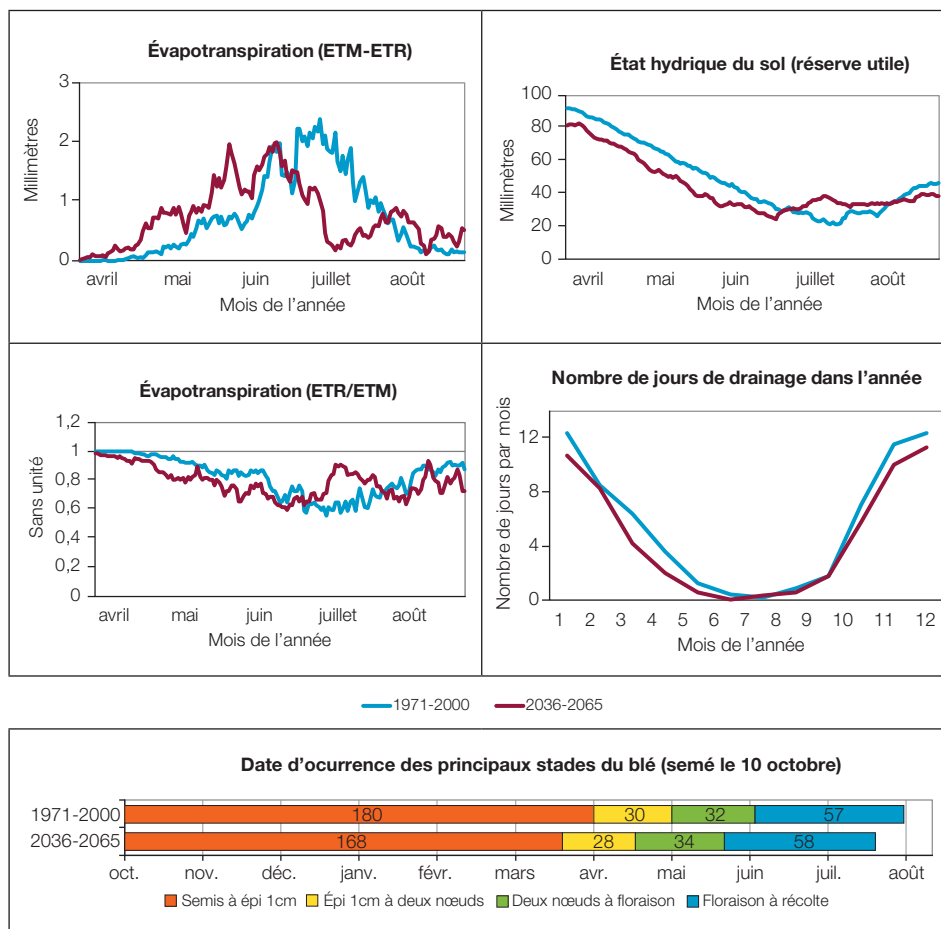 Évapotranspiration (ETM-ETR)
Millimètres
3
2
1
0
avril mai juin juillet août
Mois de l'année
État hydrique du sol (réserve utile)
Millimètres
100
80
60
40
20
0
avril mai juin juillet août
Mois de l'année
Évapotranspiration (ETR/ETM)
Sans unité
1,2
1
0,8
0,6
0,4
0,2
0
avril mai juin juillet août
Mois de l'année
Nombre de jours de drainage dans l'année
Nombre de jours par mois
12
8
4
0
1 2 3 4 5 6 7 8 9 10 11 12
Mois de l'année
1971-2000 2036-2065
Date d'ocurrence des principaux stades du blé (semé le 10 octobre)
1971-2000 180 30 32 57
2036-2065 168 28 34 58
oct. nov. déc. janv. févr. mars avr. mai juin juil. août
Semis à épi 1cm Épi 1cm à deux nœuds Deux nœuds à floraison Floraison à récolte